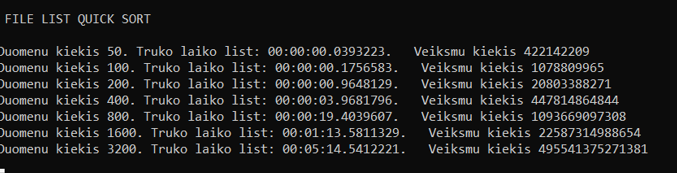 FILE LIST QUICK SORT
Duomenu kiekis 50. Truko laiko list: 00:00:00.0393223. Veiksmu kiekis 422142209
Duomenu kiekis 100. Truko laiko list: 00:00:00.1756583. Veiksmu kiekis 1078809965
Duomenu kiekis 200. Truko laiko list: 00:00:00.9648129. Veiksmu kiekis 20803388271
Duomenu kiekis 400. Truko laiko list: 00:00:03.9681796. Veiksmu kiekis 447814864844
Duomenu kiekis 800. Truko laiko list: 00:00:19.4039607. Veiksmu kiekis 1093669097308
Duomenu kiekis 1600. Truko laiko list: 00:01:13.5811329. Veiksmu kiekis 22587314988654
Duomenu kiekis 3200. Truko laiko list: 00:05:14.5412221. Veiksmu kiekis 495541375271381